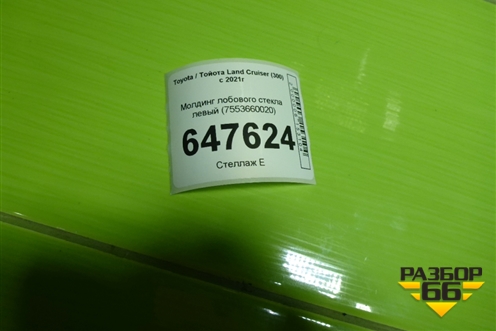 Toyota / Тойота Land Cruiser (300)
с 2021г
Молдинг лобового стекла
левый (7553660020)
647624
Стеллаж Е
РАЗБОР
66